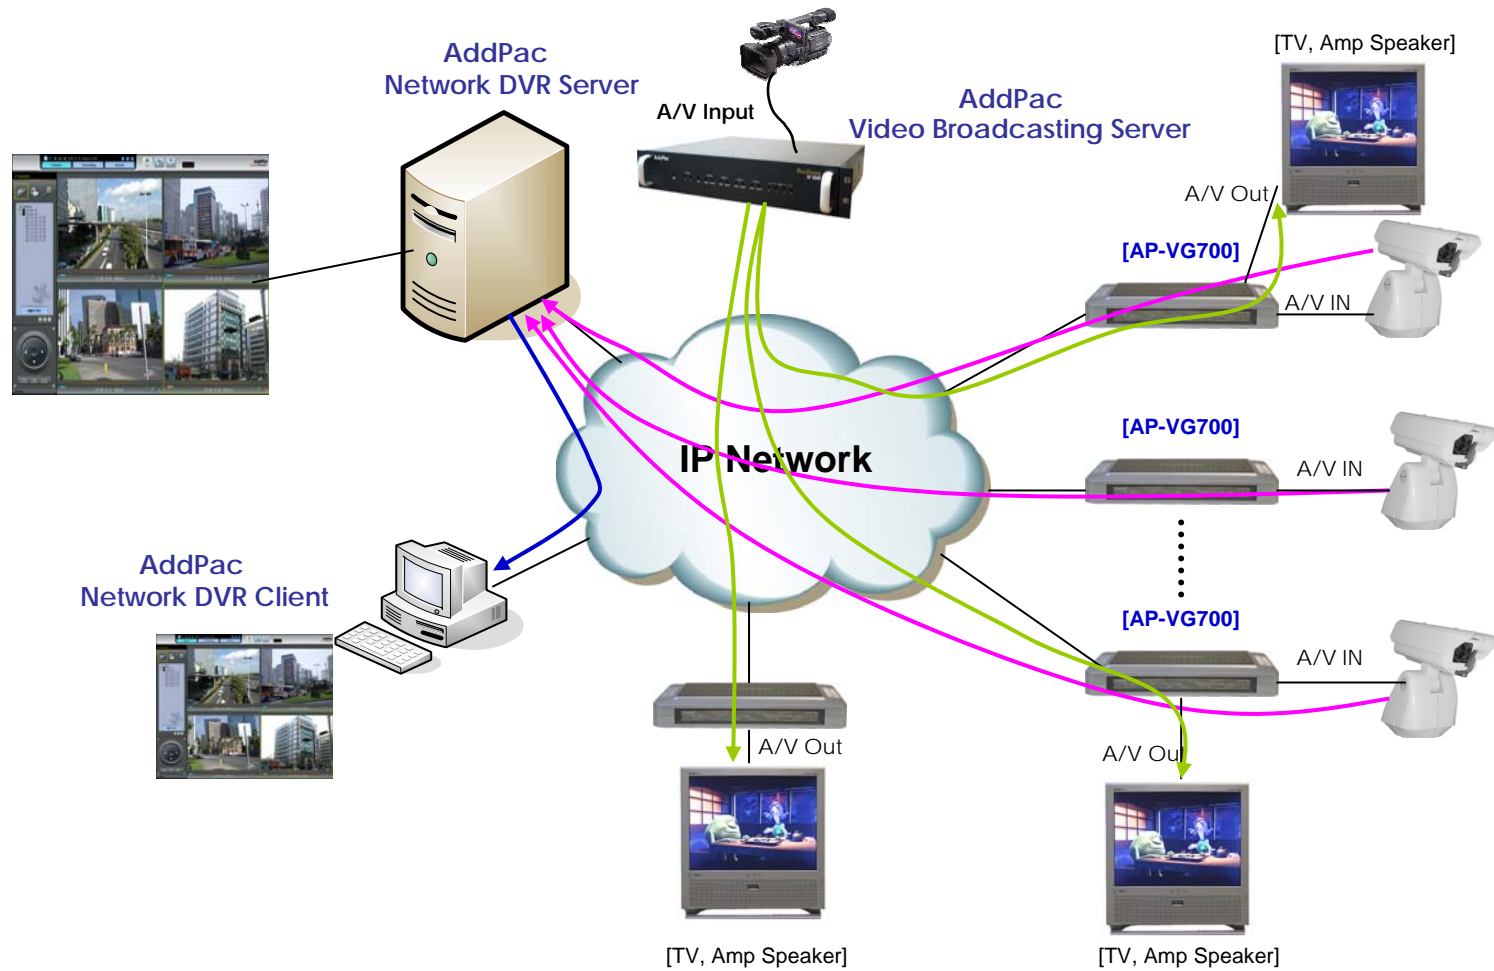 [TV, Amp Speaker]
AddPac
Network DVR Server
A/V Input
AddPac
Video Broadcasting Server
A/V Out
[AP-VG700]
A/V IN
[AP-VG700]
IP Network
A/V IN
AddPac
Network DVR Client
[AP-VG700]
A/V IN
A/V Out
A/V Out
[TV, Amp Speaker]
[TV, Amp Speaker]